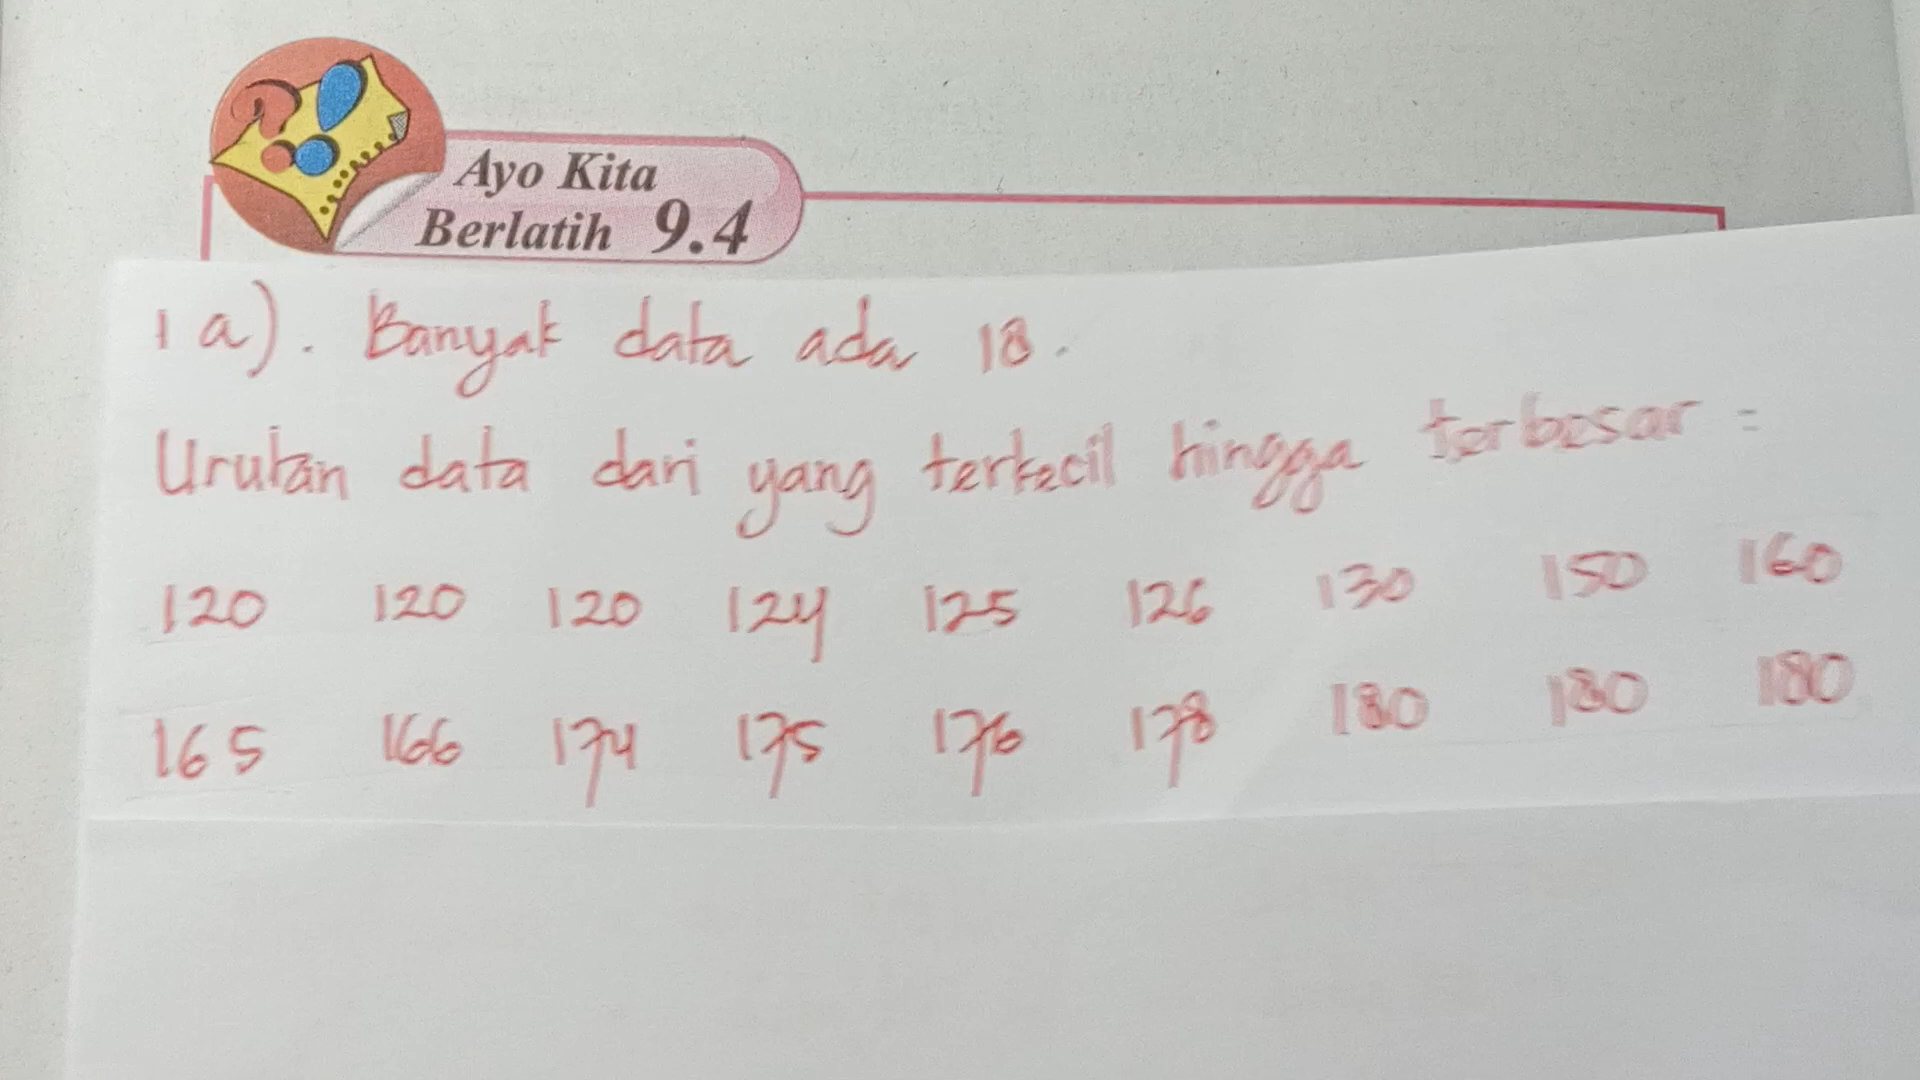 Ayo Kita
Berlatih 9.4
1 a). Banyak data ada 18.
Urutan data dari yang terkecil hingga terbesar =
120 120 120 124 125 126 130 150 160
165 166 174 175 176 178 180 180 180